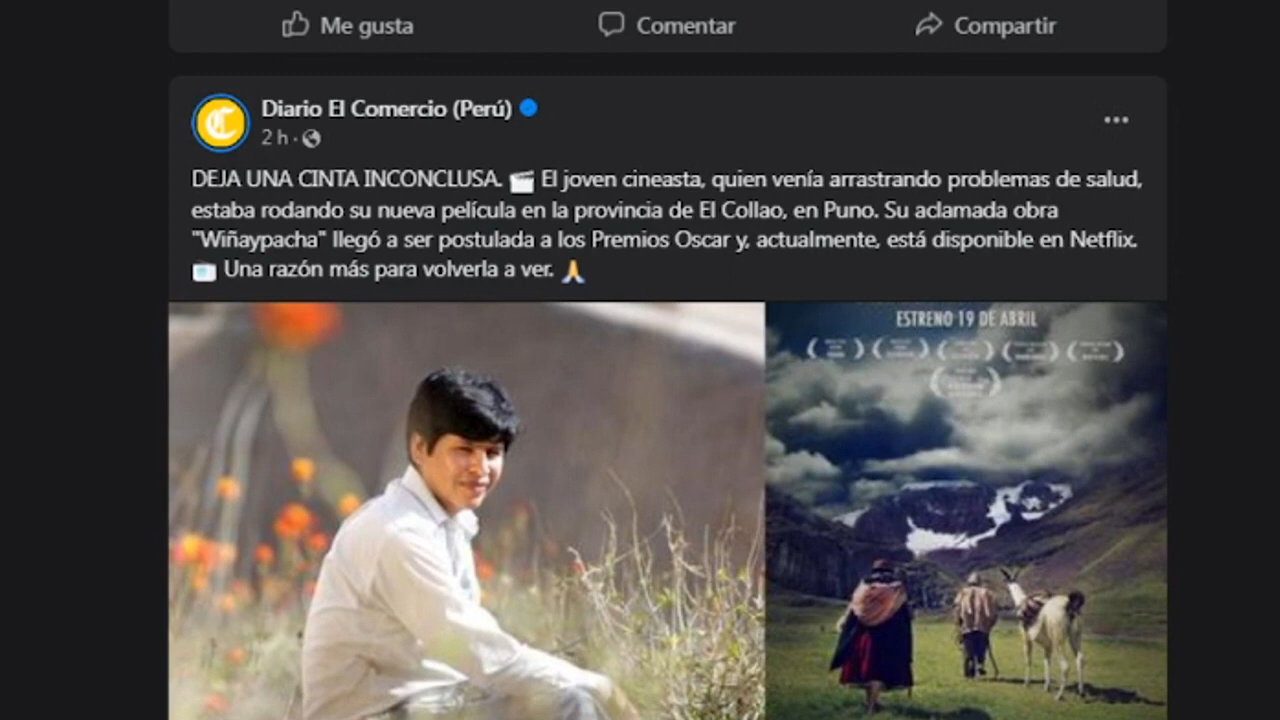 Me gusta Comentar Compartir
Diario El Comercio (Perú)
2 h ·
DEJA UNA CINTA INCONCLUSA. 🎬 El joven cineasta, quien venía arrastrando problemas de salud,
estaba rodando su nueva película en la provincia de El Collao, en Puno. Su aclamada obra
"Wiñaypacha" llegó a ser postulada a los Premios Oscar y, actualmente, está disponible en Netflix.
Una razón más para volverla a ver. 🙏
ESTRENO 19 DE ABRIL